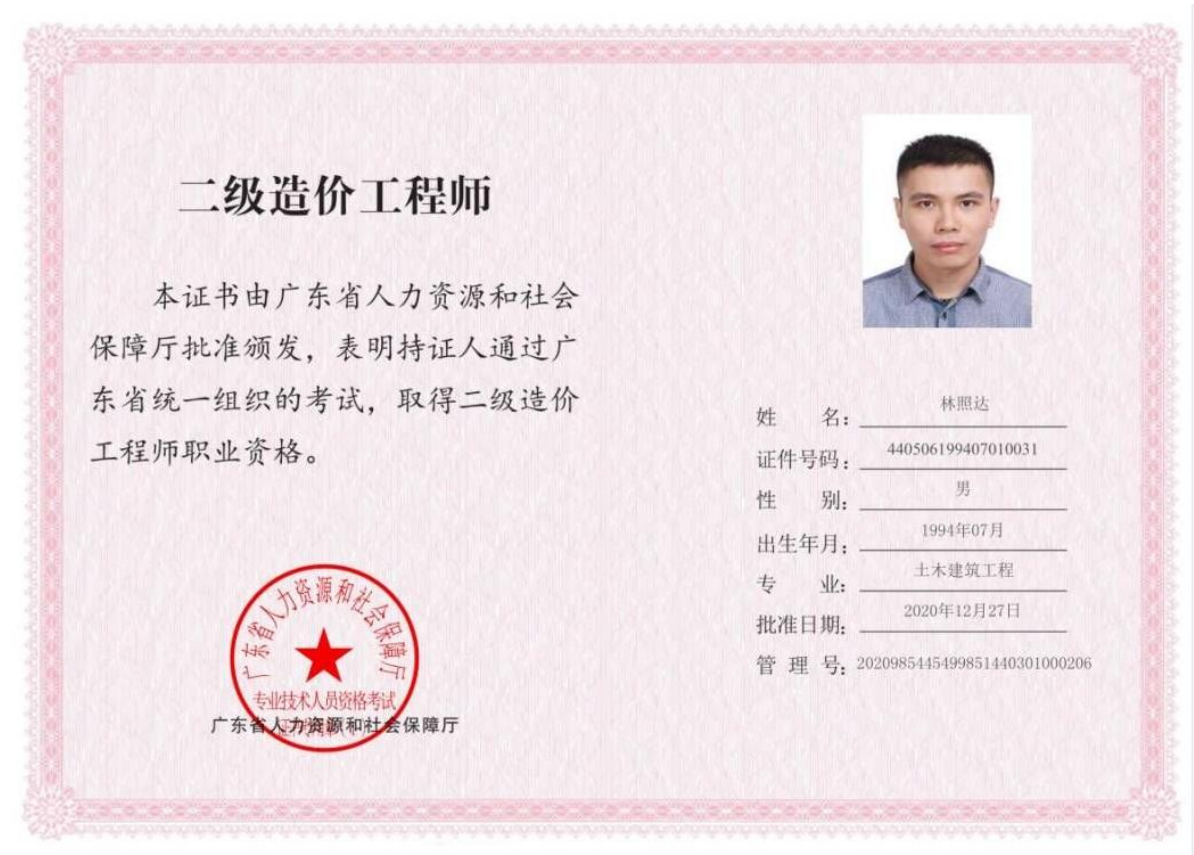 二级造价工程师
本证书由广东省人力资源和社会
保障厅批准颁发，表明持证人通过广
东省统一组织的考试，取得二级造价
工程师职业资格。
姓 名：林照达
证件号码：440506199407010031
性 别：男
出生年月：1994年07月
专 业：土木建筑工程
批准日期：2020年12月27日
管 理 号：20209854454998514403010002​06
广东省人力资源和社会保障厅
专业技术人员资格考试
广东省人力资源和社会保障厅